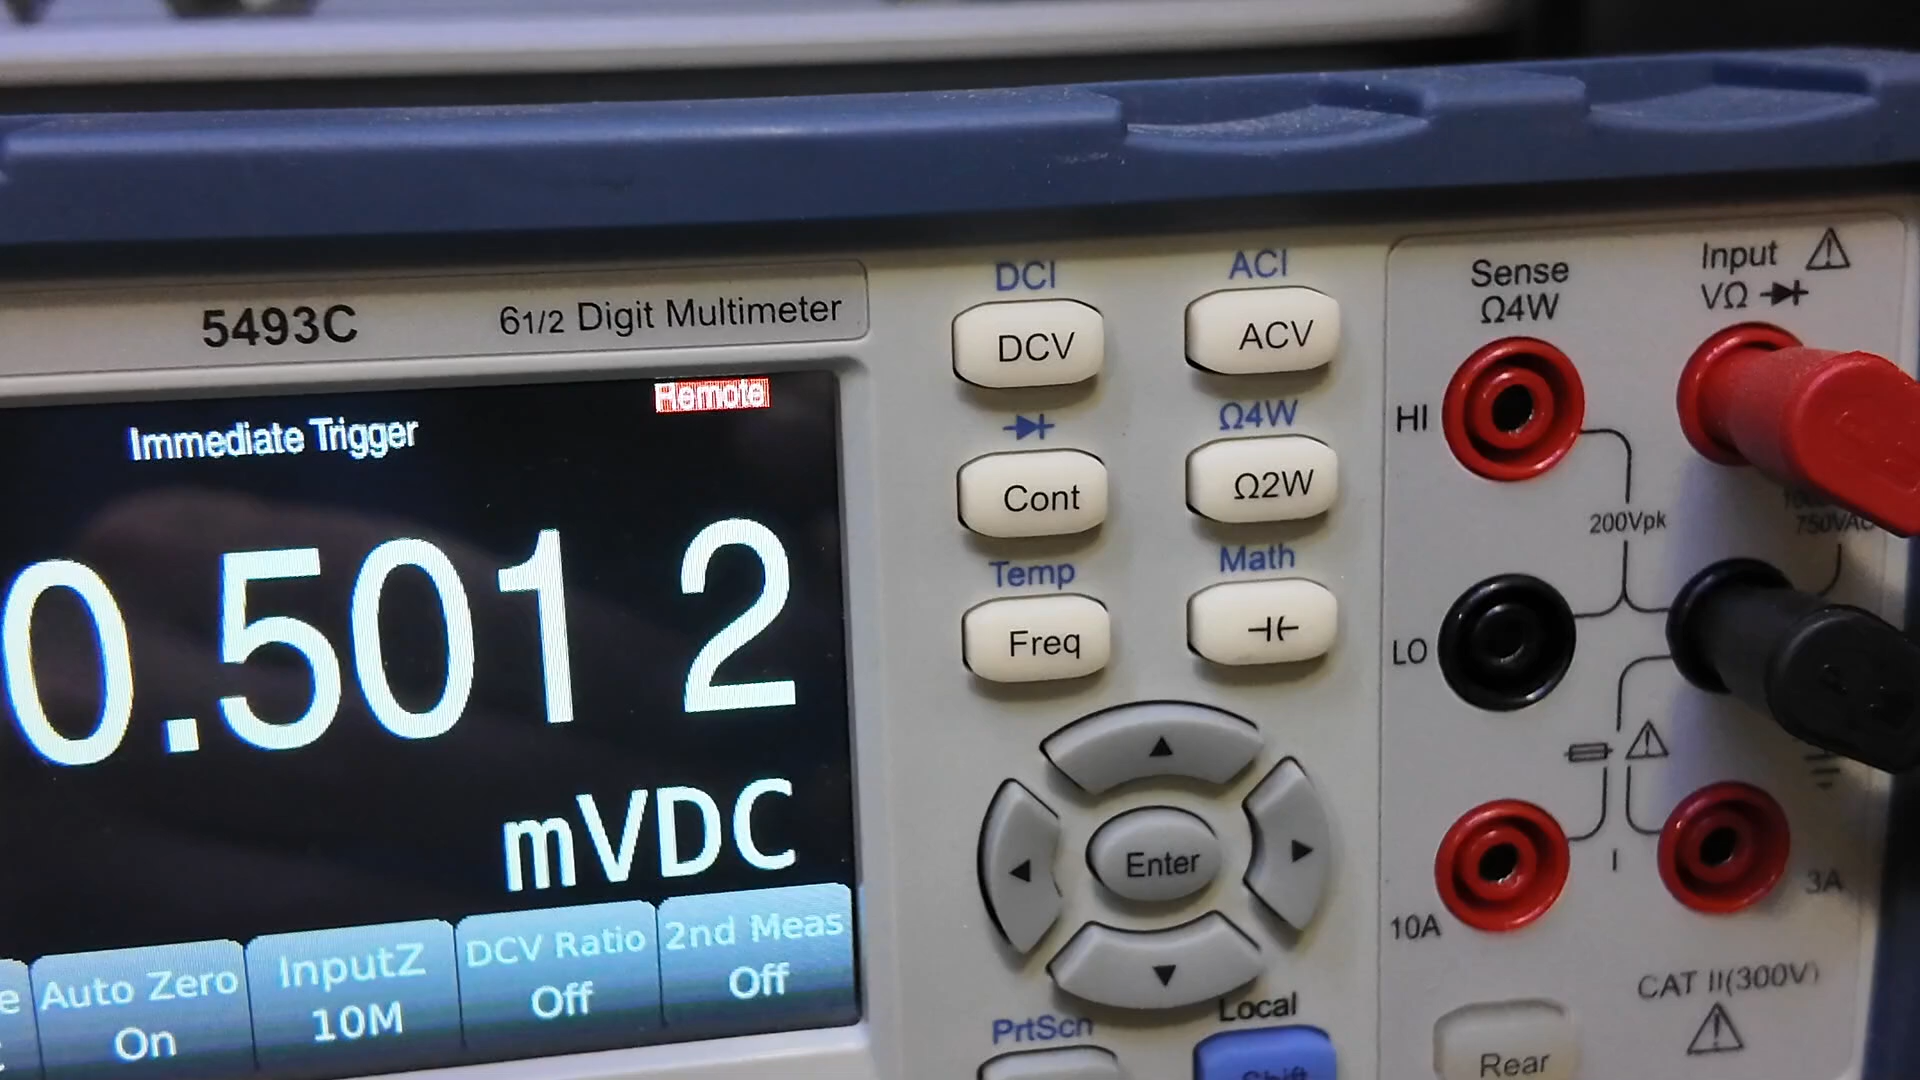 5493C
61/2 Digit Multimeter
Remote
Immediate Trigger
0.501 2
mVDC
Auto Zero
On
InputZ
10M
DCV Ratio
Off
2nd Meas
Off
DCI
DCV
ACI
ACV
Cont
Ω4W
Ω2W
Temp
Freq
Math
Enter
PrtScn
Local
Shift
Sense
Ω4W
Input
VΩ
HI
200Vpk
750VAC
LO
10A
I
3A
CAT II(300V)
Rear